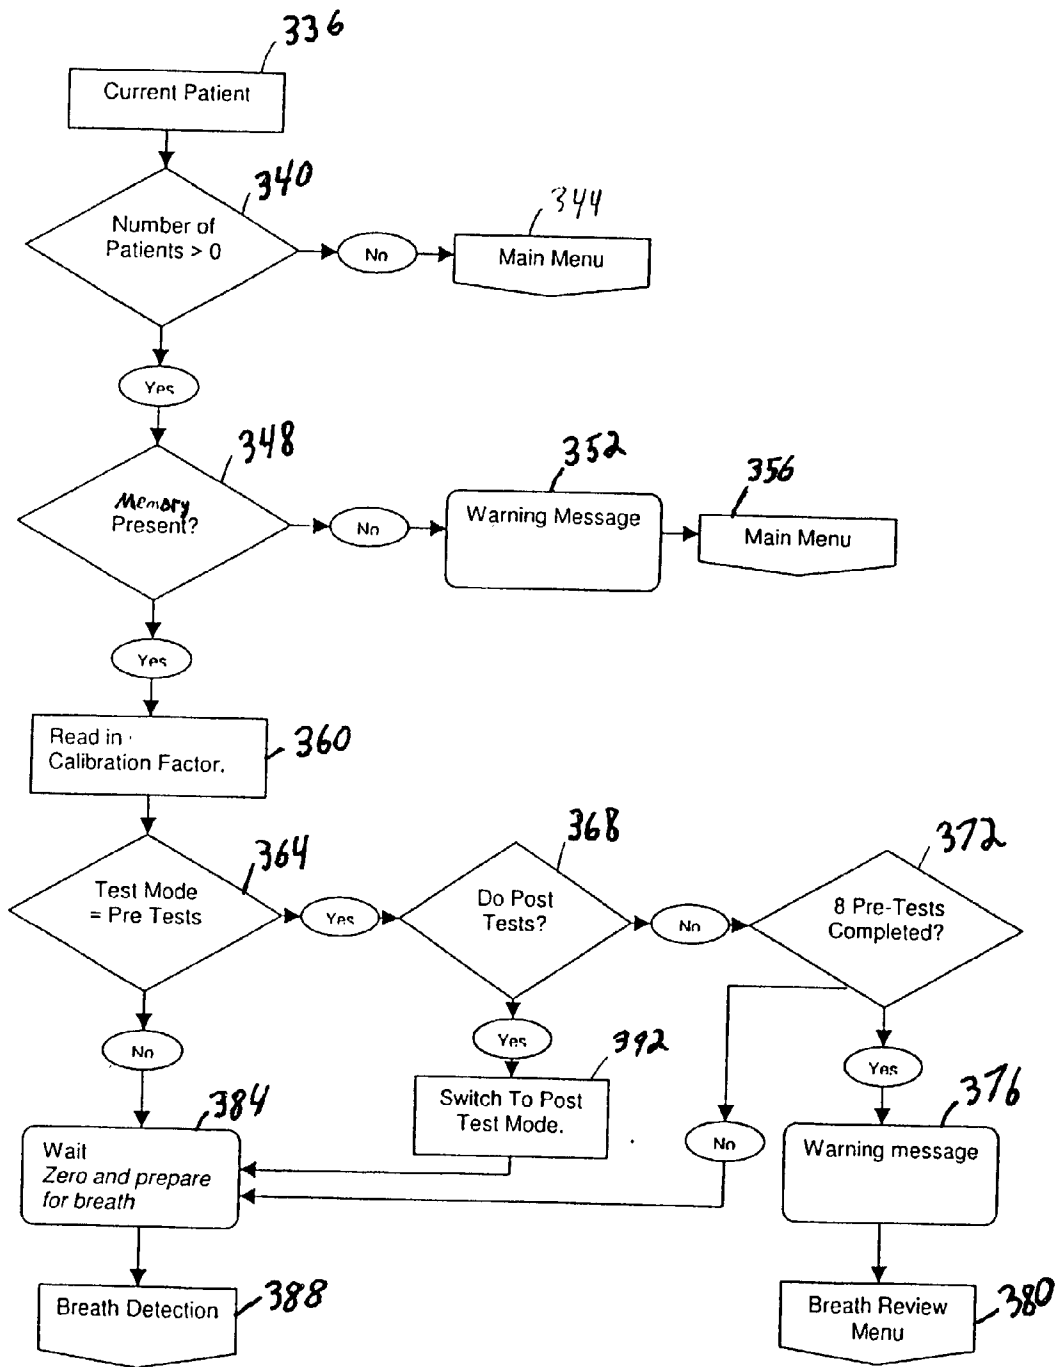 336
Current Patient
340
Number of
Patients > 0
No
344
Main Menu
Yes
348
Memory
Present?
No
352
Warning Message
356
Main Menu
Yes
Read in
Calibration Factor.
360
364
Test Mode
= Pre Tests
Yes
368
Do Post
Tests?
No
372
8 Pre-Tests
Completed?
No
Yes
392
Switch To Post
Test Mode.
No
Yes
376
Warning message
384
Wait
Zero and prepare
for breath
Breath Detection
388
Breath Review
Menu
380